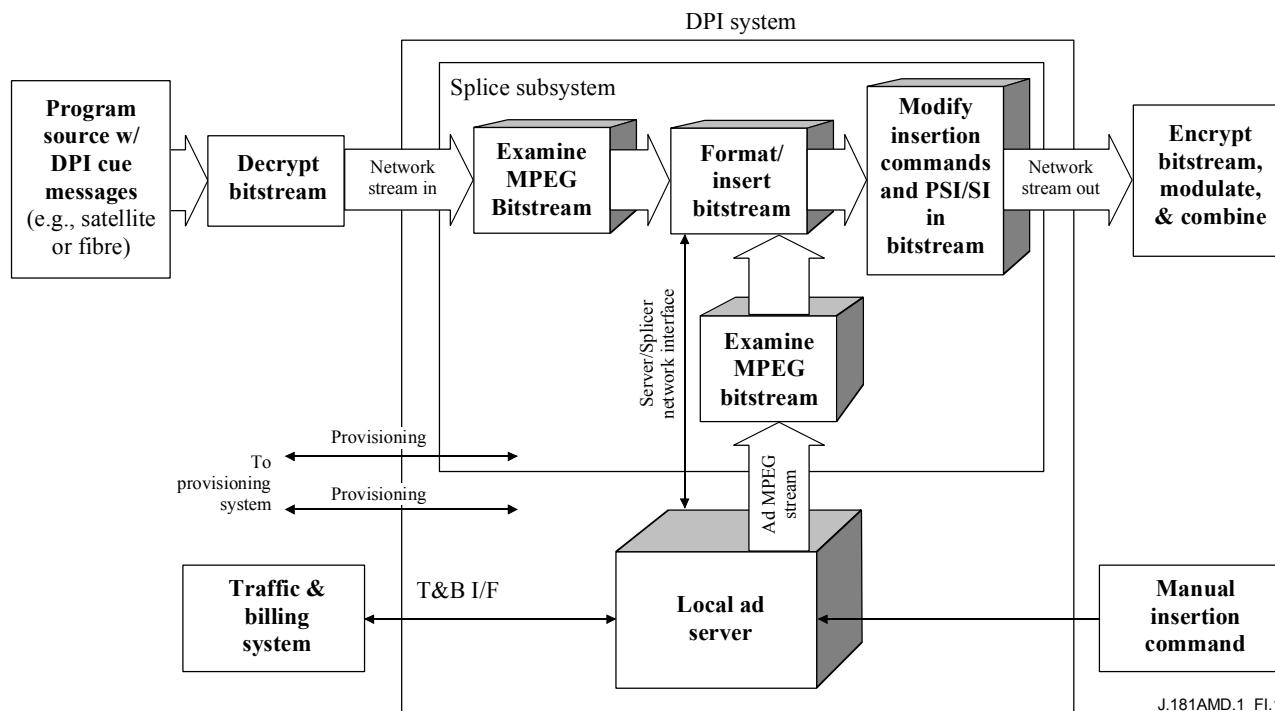 DPI system
Splice subsystem
Program
source w/
DPI cue
messages
(e.g., satellite
or fibre)
Decrypt
bitstream
Network
stream in
Examine
MPEG
Bitstream
Format/
insert
bitstream
Modify
insertion
commands
and PSI/SI
in
bitstream
Network
stream out
Encrypt
bitstream,
modulate,
& combine
Server/Splicer
network interface
Examine
MPEG
bitstream
Ad MPEG
stream
To
provisioning
system
Provisioning
Provisioning
Traffic &
billing
system
T&B I/F
Local ad
server
Manual
insertion
command
J.181AMD.1_FI.